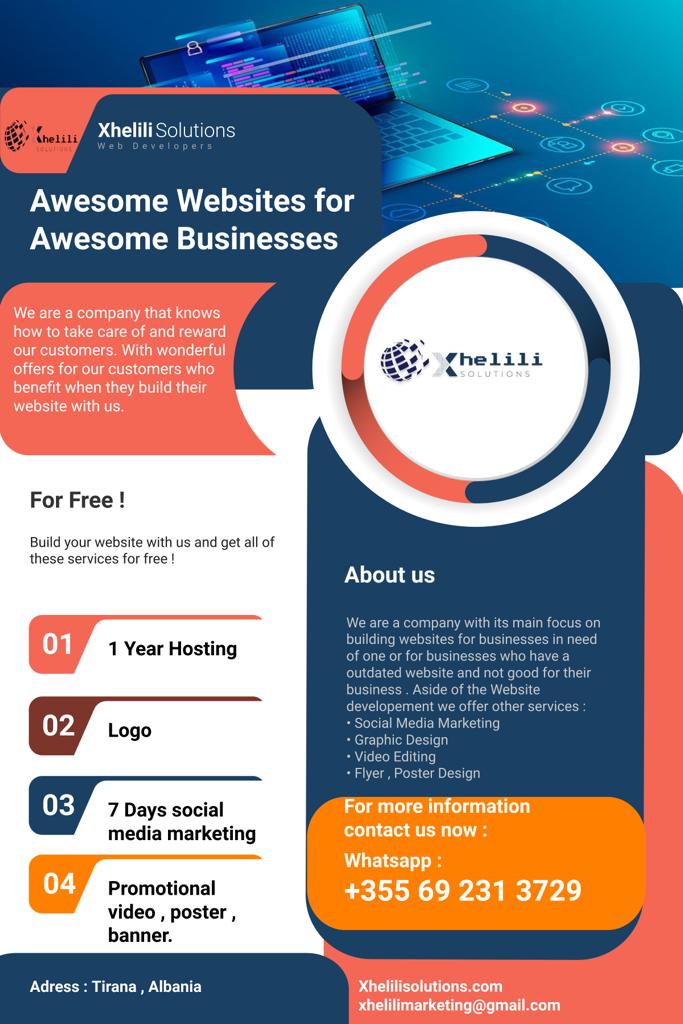 Xhelili
SOLUTIONS
Xhelili Solutions
Web Developers
Awesome Websites for
Awesome Businesses
We are a company that knows
how to take care of and reward
our customers. With wonderful
offers for our customers who
benefit when they build their
website with us.
Xhelili
SOLUTIONS
For Free !
Build your website with us and get all of
these services for free !
01
1 Year Hosting
02
Logo
03
7 Days social
media marketing
04
Promotional
video , poster ,
banner.
About us
We are a company with its main focus on
building websites for businesses in need
of one or for businesses who have a
outdated website and not good for their
business . Aside of the Website
developement we offer other services :
• Social Media Marketing
• Graphic Design
• Video Editing
• Flyer , Poster Design
For more information
contact us now :
Whatsapp :
+355 69 231 3729
Adress : Tirana , Albania
Xhelilisolutions.com
xhelilimarketing@gmail.com